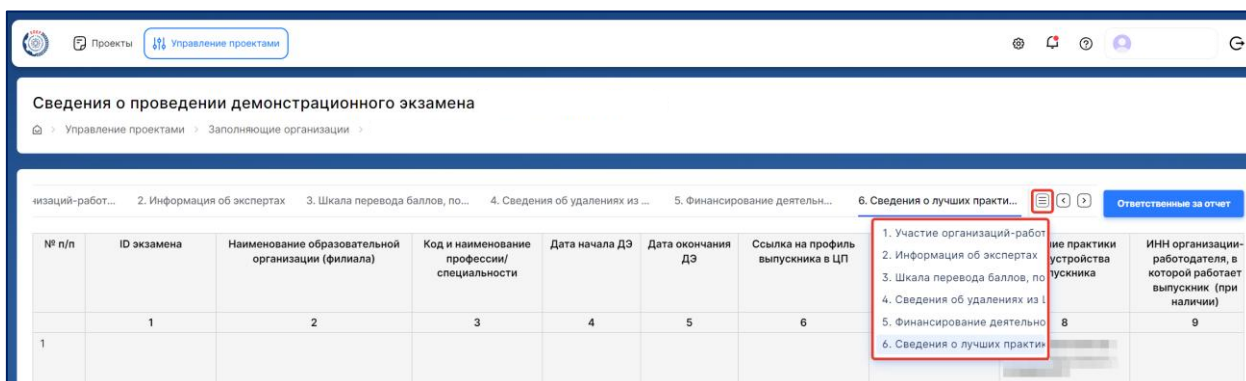 Проекты
Управление проектами
Сведения о проведении демонстрационного экзамена
Управление проектами > Заполняющие организации >
низаций-работ...
2. Информация об экспертах
3. Шкала перевода баллов, по...
4. Сведения об удалениях из ...
5. Финансирование деятельн...
6. Сведения о лучших практи...
Ответственные за отчет
1. Участие организаций-работ
2. Информация об экспертах
3. Шкала перевода баллов, по
4. Сведения об удалениях из
5. Финансирование деятельно
6. Сведения о лучших практик
№ п/п
ID экзамена
Наименование образовательной
организации (филиала)
Код и наименование
профессии/
специальности
Дата начала ДЭ
Дата окончания
ДЭ
Ссылка на профиль
выпускника в ЦП
ие практики
устройства
пускника
ИНН организации-
работодателя, в
которой работает
выпускник (при
наличии)
1 2 3 4 5 6 8 9
1